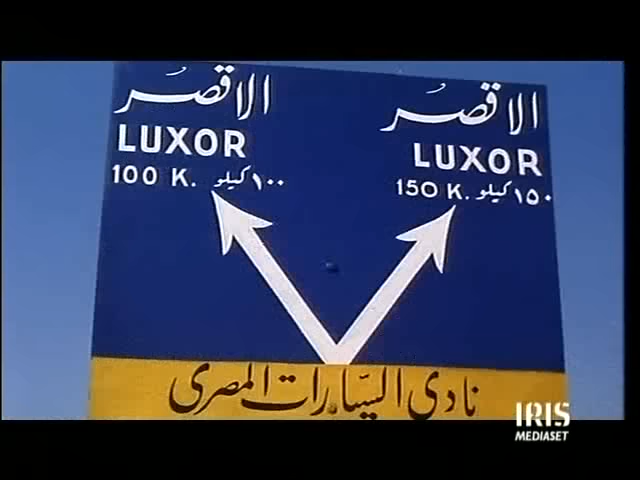 الاقصر
LUXOR
100 K. ١٠٠ كيلو
الاقصر
LUXOR
150 K. ١٥٠ كيلو
نادى السيارات المصرى
IRIS
MEDIASET